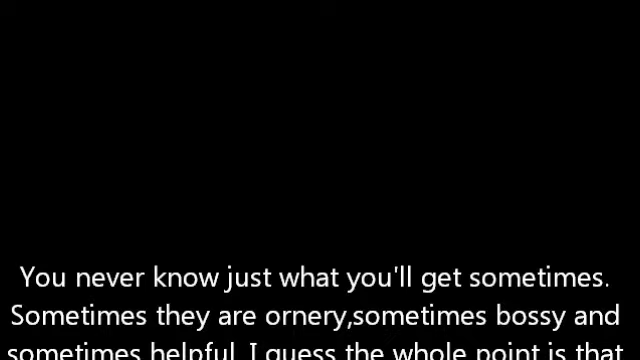 You never know just what you'll get sometimes.
Sometimes they are ornery,sometimes bossy and
sometimes helpful. I guess the whole point is that